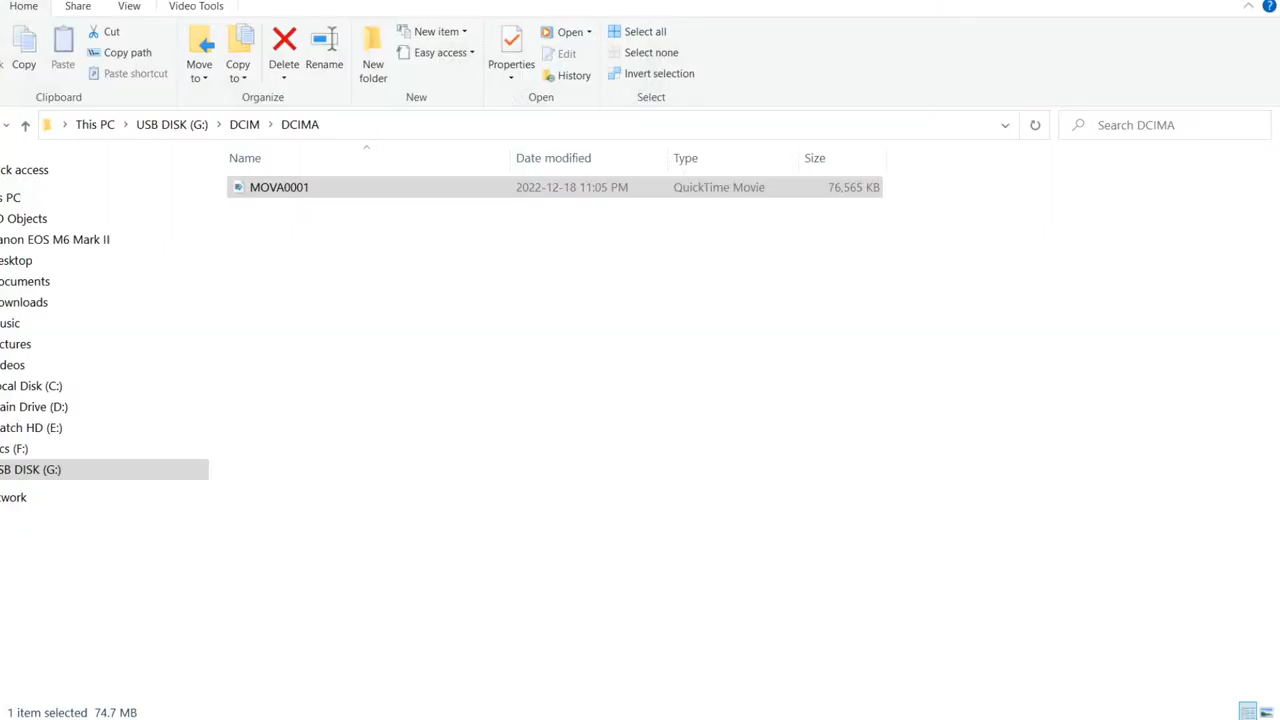 Home Share View Video Tools ?
Copy
Paste
Cut
Copy path
Paste shortcut
Clipboard
Move to
Copy to
Delete
Rename
Organize
New folder
New item
Easy access
New
Properties
Open
Edit
History
Open
Select all
Select none
Invert selection
Select
This PC > USB DISK (G:) > DCIM > DCIMA
Search DCIMA
Name Date modified Type Size
MOVA0001 2022-12-18 11:05 PM QuickTime Movie 76,565 KB
ck access
s PC
D Objects
anon EOS M6 Mark II
esktop
ocuments
ownloads
usic
ctures
deos
ocal Disk (C:)
ain Drive (D:)
atch HD (E:)
cs (F:)
SB DISK (G:)
twork
1 item selected 74.7 MB